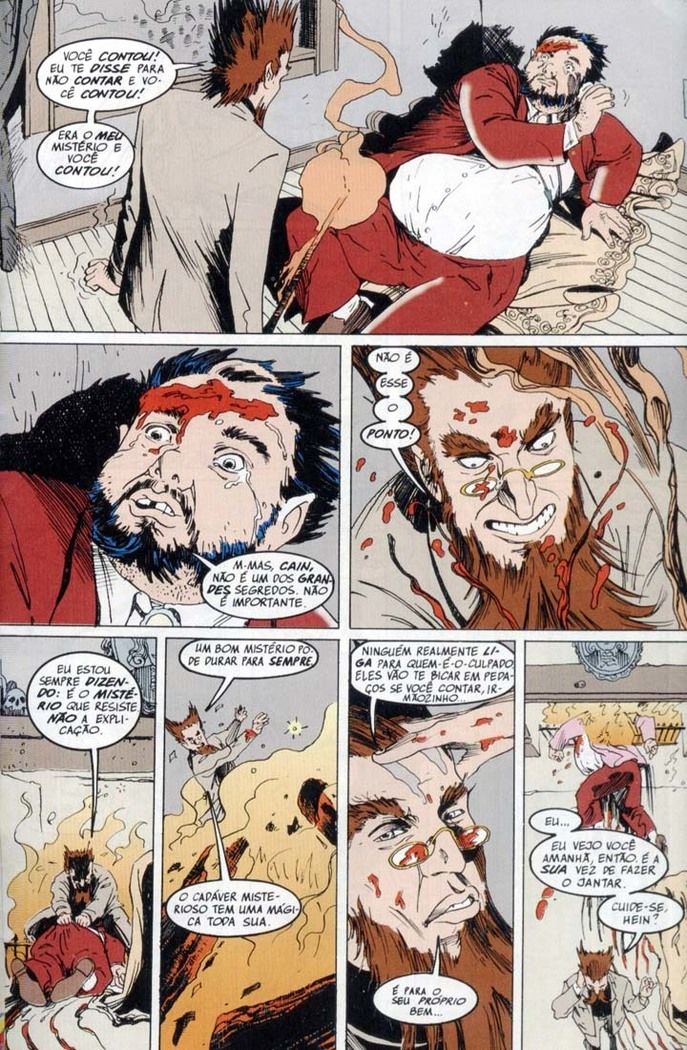 VOCÊ CONTOU!
EU TE DISSE PARA
NÃO CONTAR E VO-
CÊ CONTOU!
ERA O MEU
MISTÉRIO E
VOCÊ
CONTOU!
M-MAS, CAIN,
NÃO É UM DOS GRAN-
DES SEGREDOS. NÃO
É IMPORTANTE.
NÃO É
ESSE
O
PONTO!
EU ESTOU
SEMPRE DIZEN-
DO: É O MISTÉ-
RIO QUE RESISTE,
NÃO A EXPLI-
CAÇÃO.
UM BOM MISTÉRIO PO-
DE DURAR PARA SEMPRE.
O CADÁVER MISTE-
RIOSO TEM UMA MÁGI-
CA TODA SUA.
NINGUÉM REALMENTE LI-
GA PARA QUEM-É-O-CULPADO.
ELES VÃO TE BICAR EM PEDA-
ÇOS SE VOCÊ CONTAR, IR-
MÃOZINHO...
É PARA O
SEU PRÓPRIO
BEM...
EU...
EU VEJO VOCÊ
AMANHÃ, ENTÃO. É A
SUA VEZ DE FAZER
O JANTAR.
CUIDE-SE,
HEIN?